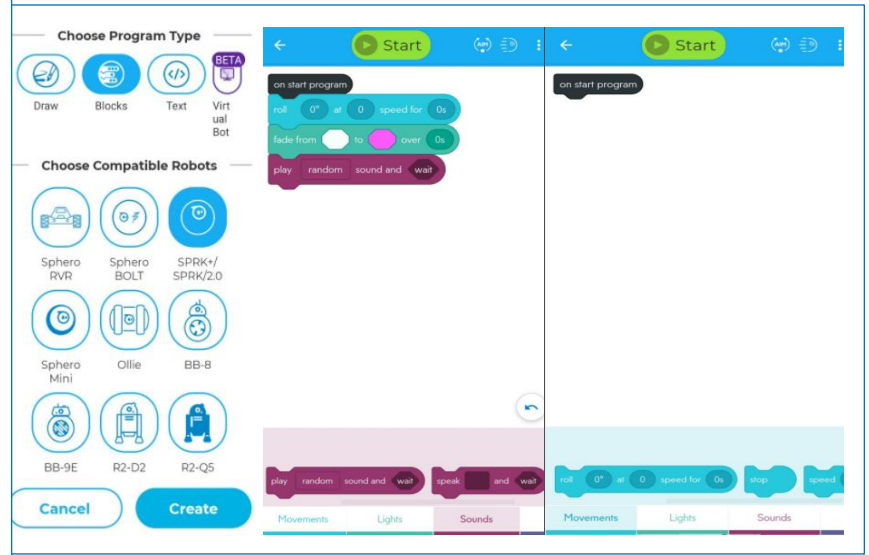 Choose Program Type
BETA
Draw Blocks Text Virt
ual
Bot
Choose Compatible Robots
Sphero Sphero SPRK+/
RVR BOLT SPRK/2.0
Sphero Ollie BB-8
Mini
BB-9E R2-D2 R2-Q5
Cancel Create
Start
AIM
on start program
roll 0° at 0 speed for 0s
fade from to over 0s
play random sound and wait
play random sound and wait speak and wait
Movements Lights Sounds
Start
AIM
on start program
roll 0° at 0 speed for 0s stop speed
Movements Lights Sounds